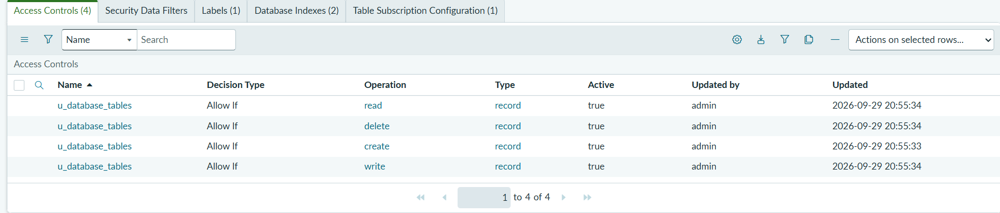 Access Controls (4) Security Data Filters Labels (1) Database Indexes (2) Table Subscription Configuration (1)
Name Search Actions on selected rows...
Access Controls
Name Decision Type Operation Type Active Updated by Updated
u_database_tables Allow If read record true admin 2026-09-29 20:55:34
u_database_tables Allow If delete record true admin 2026-09-29 20:55:34
u_database_tables Allow If create record true admin 2026-09-29 20:55:33
u_database_tables Allow If write record true admin 2026-09-29 20:55:34
1 to 4 of 4